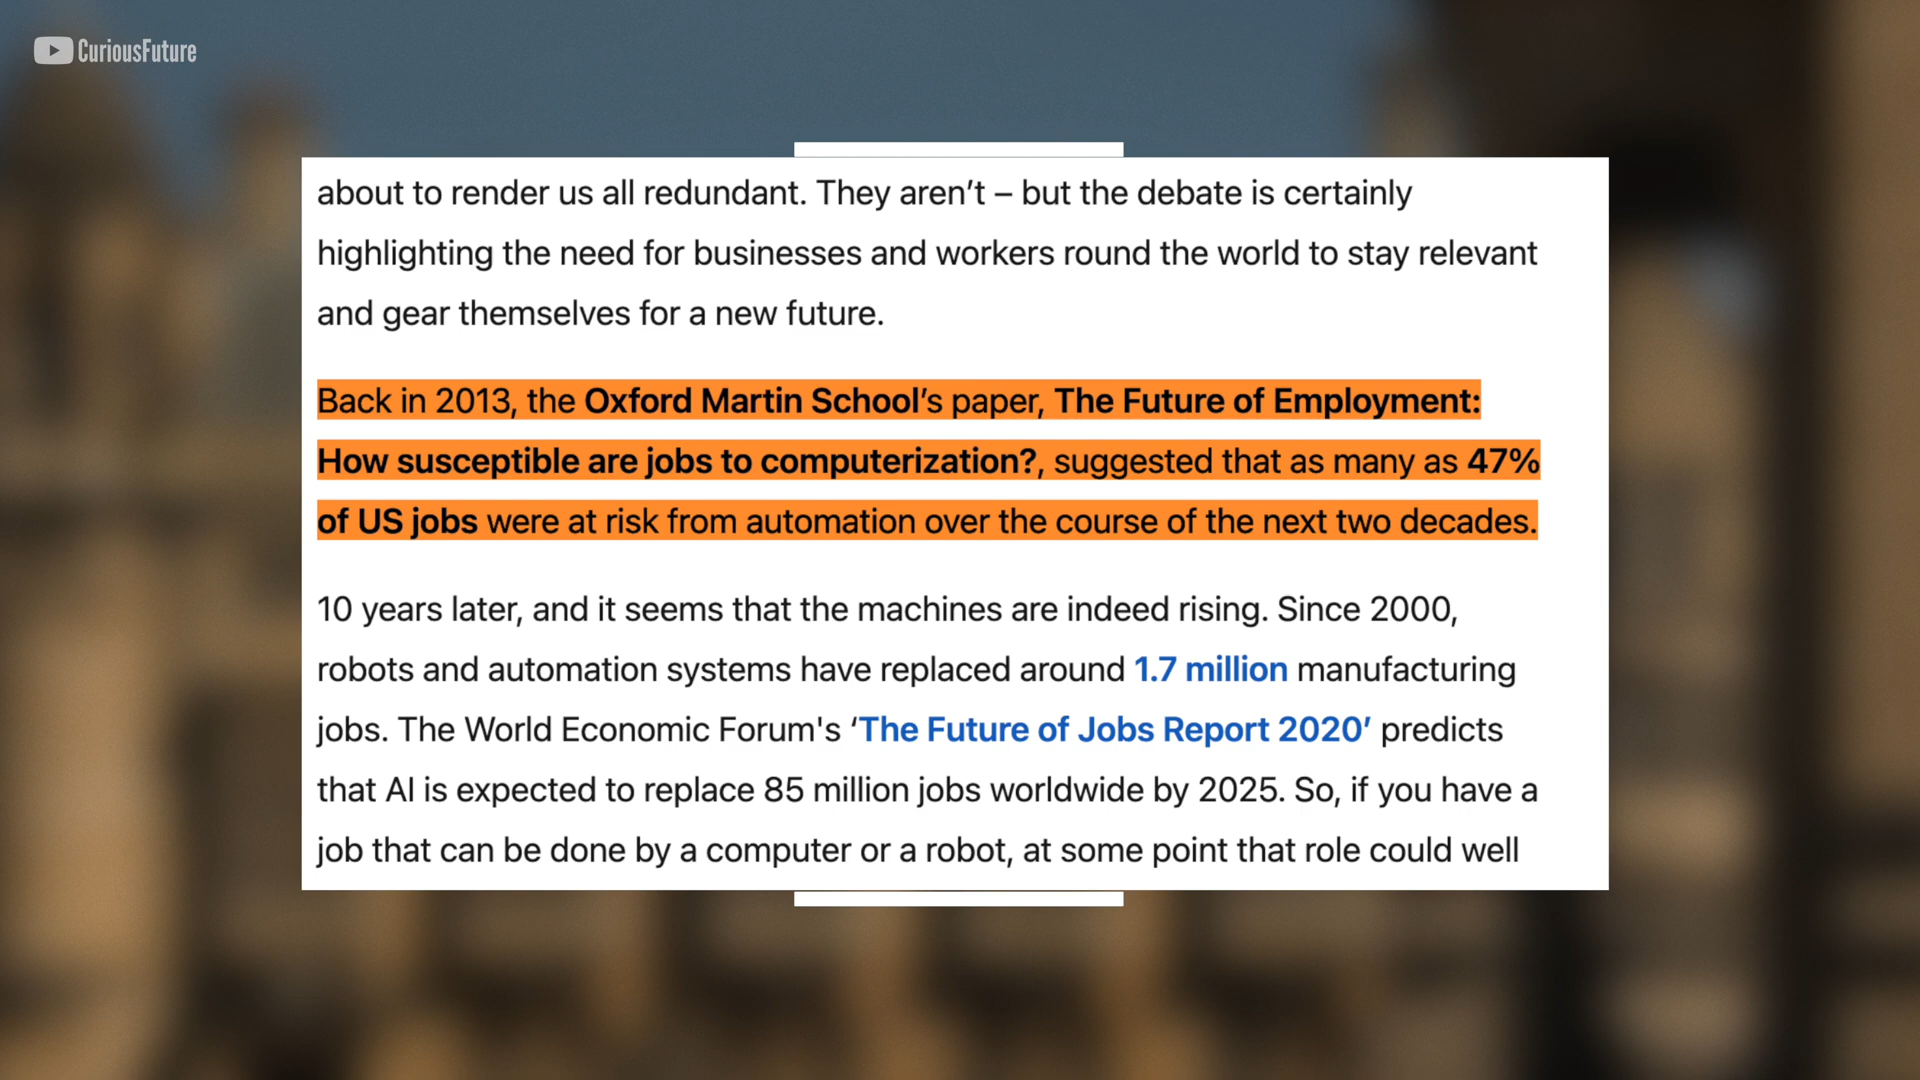 CuriousFuture
about to render us all redundant. They aren’t – but the debate is certainly
highlighting the need for businesses and workers round the world to stay relevant
and gear themselves for a new future.
Back in 2013, the Oxford Martin School’s paper, The Future of Employment:
How susceptible are jobs to computerization?, suggested that as many as 47%
of US jobs were at risk from automation over the course of the next two decades.
10 years later, and it seems that the machines are indeed rising. Since 2000,
robots and automation systems have replaced around 1.7 million manufacturing
jobs. The World Economic Forum's ‘The Future of Jobs Report 2020’ predicts
that AI is expected to replace 85 million jobs worldwide by 2025. So, if you have a
job that can be done by a computer or a robot, at some point that role could well